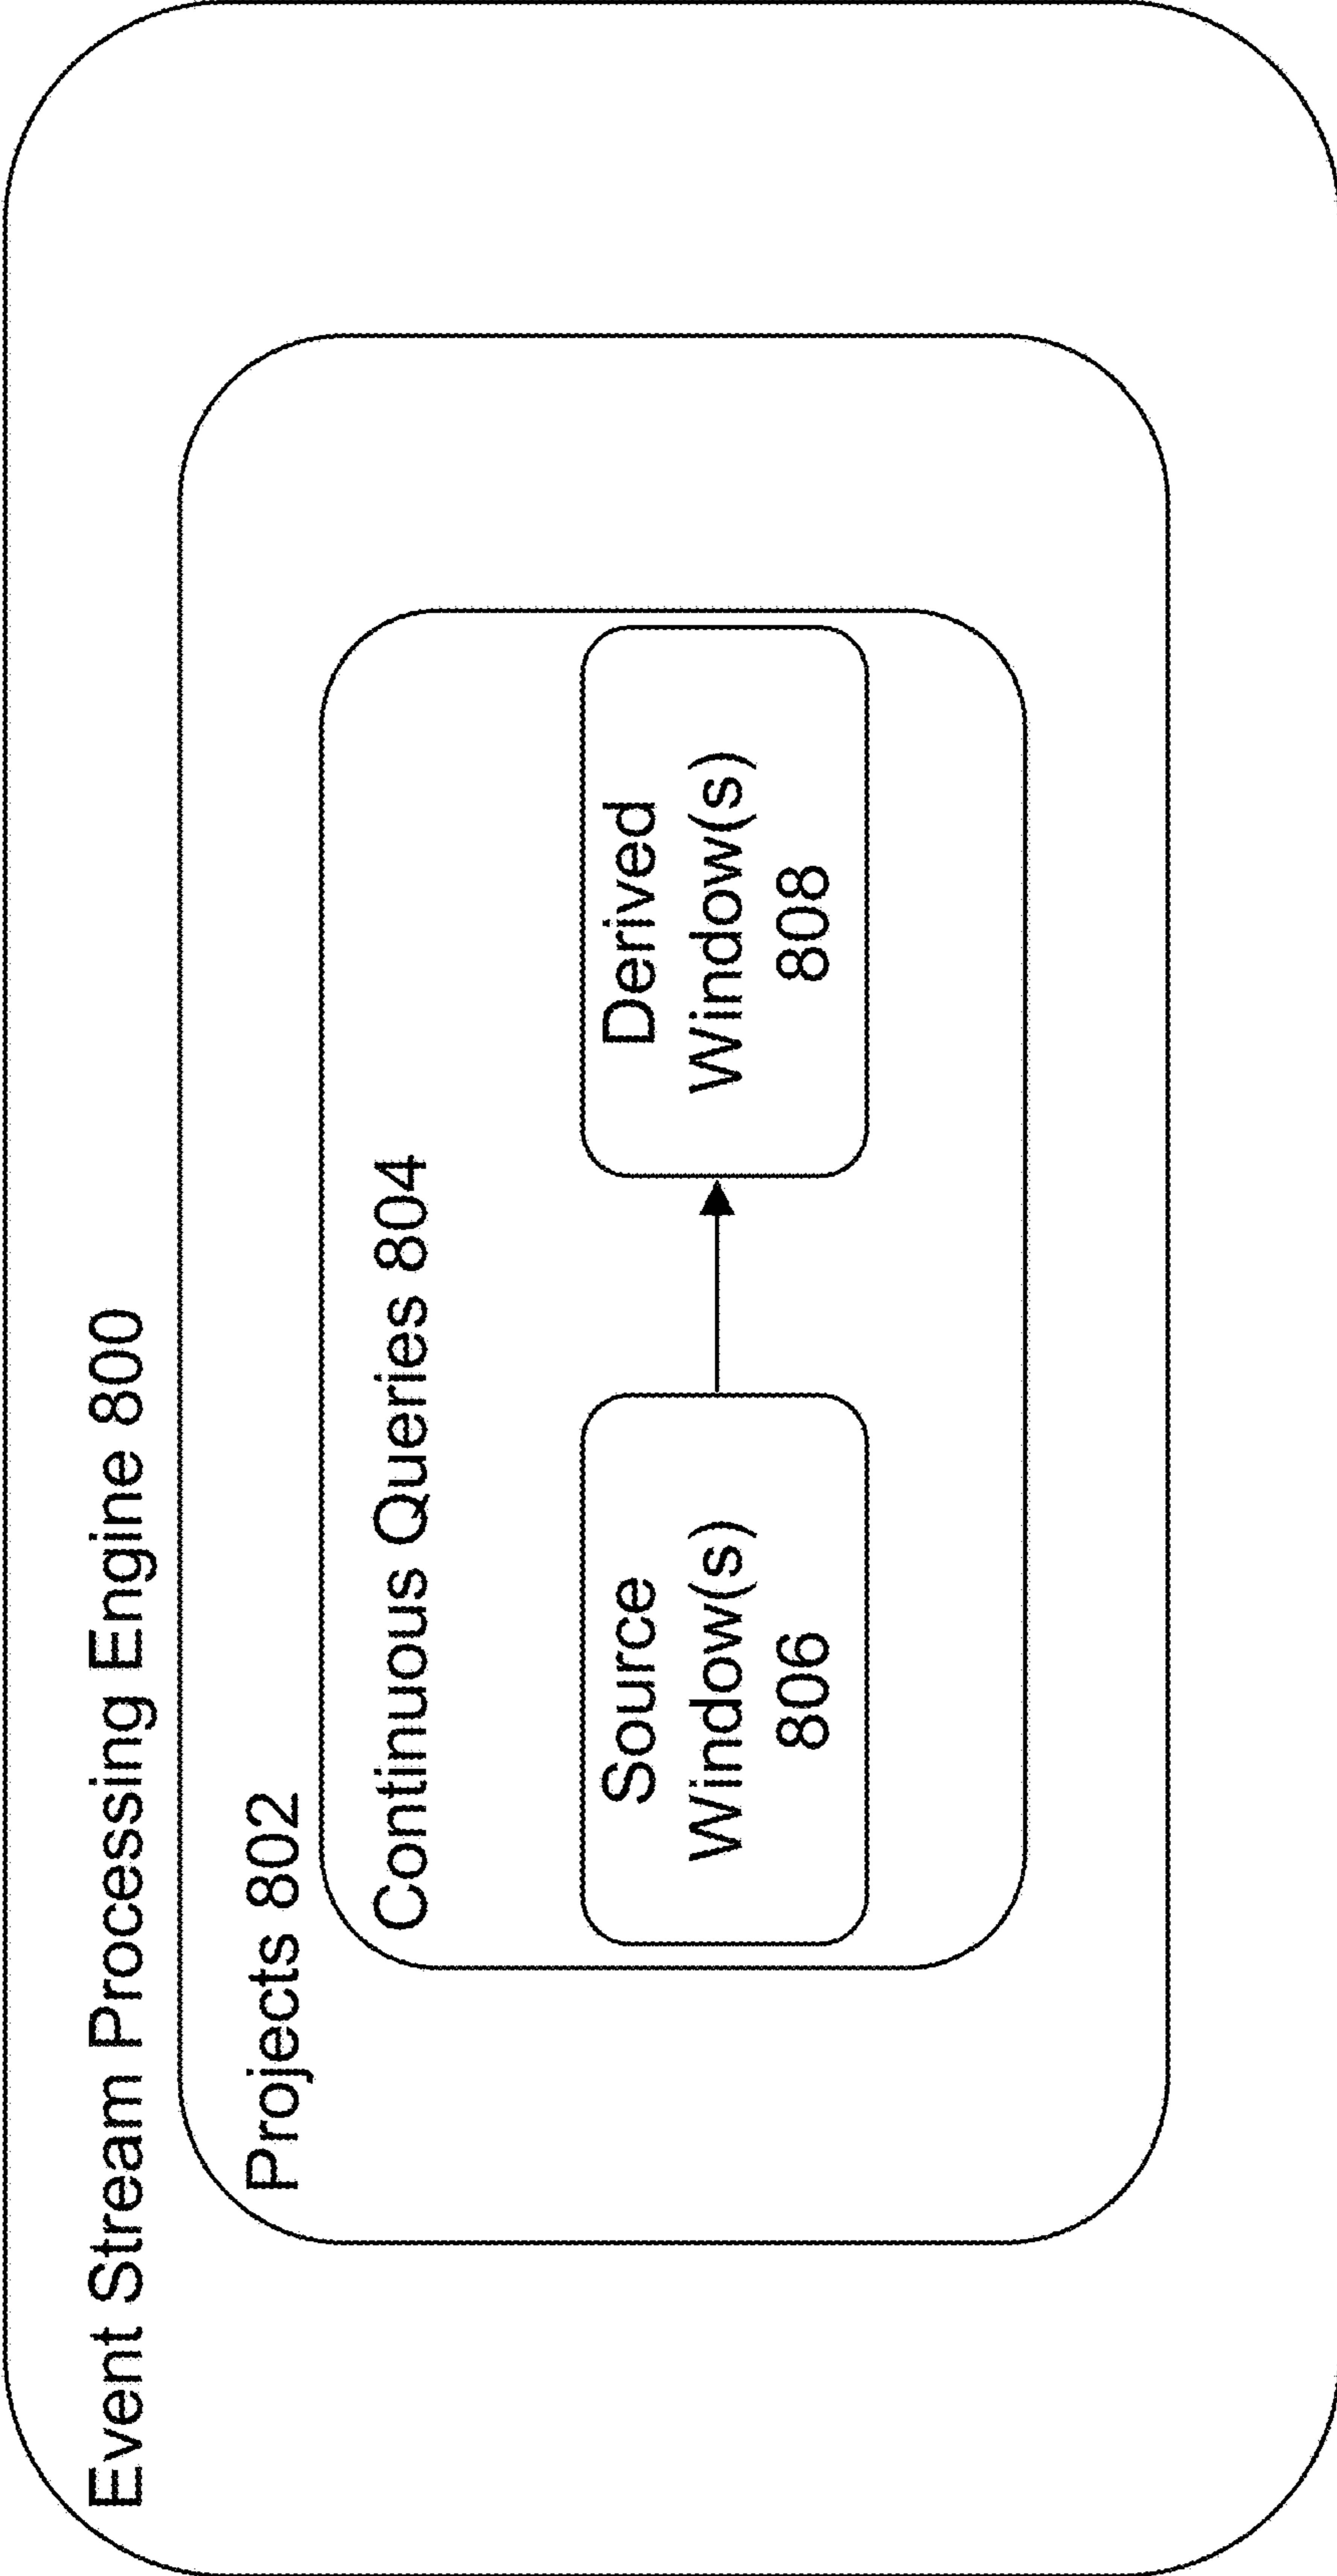 Event Stream Processing Engine 800
Projects 802
Continuous Queries 804
Source
Window(s)
806
Derived
Window(s)
808